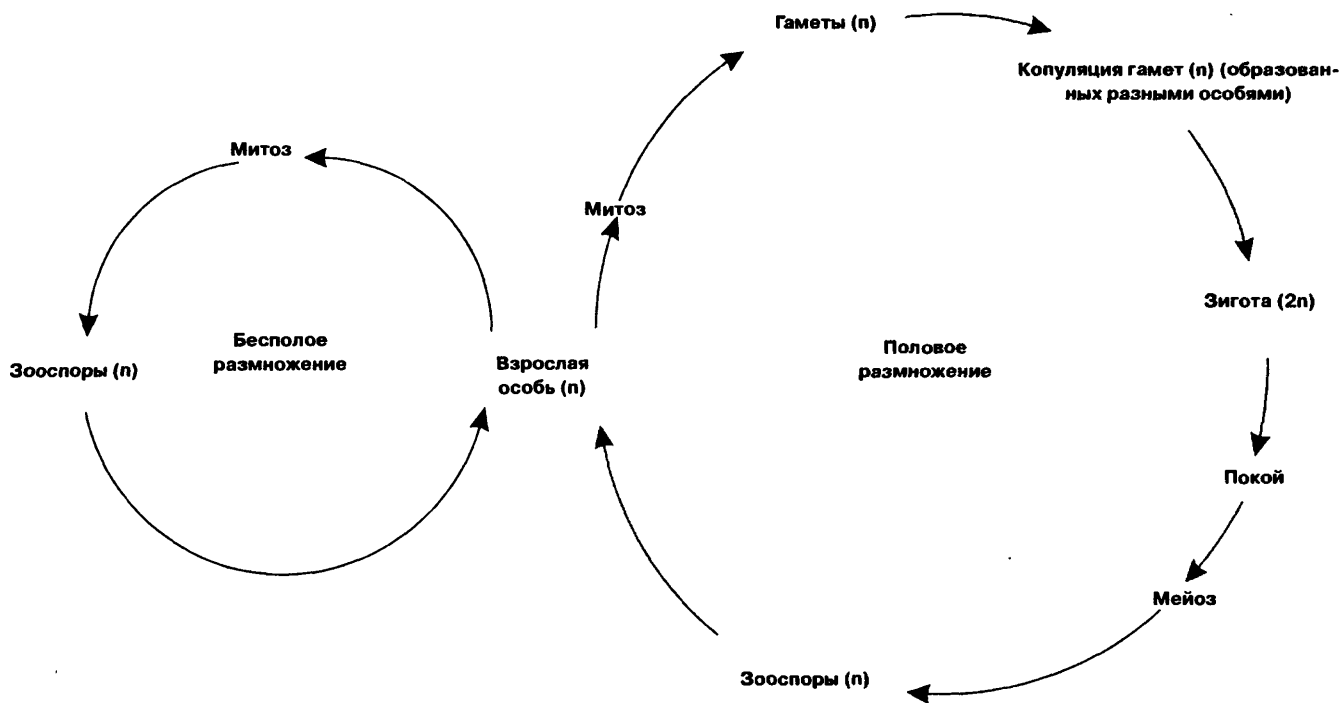 Гаметы (n)
Копуляция гамет (n) (образован-
ных разными особями)
Митоз
Митоз
Зигота (2n)
Бесполое
размножение
Зооспоры (n)
Взрослая
особь (n)
Половое
размножение
Покой
Мейоз
Зооспоры (n)